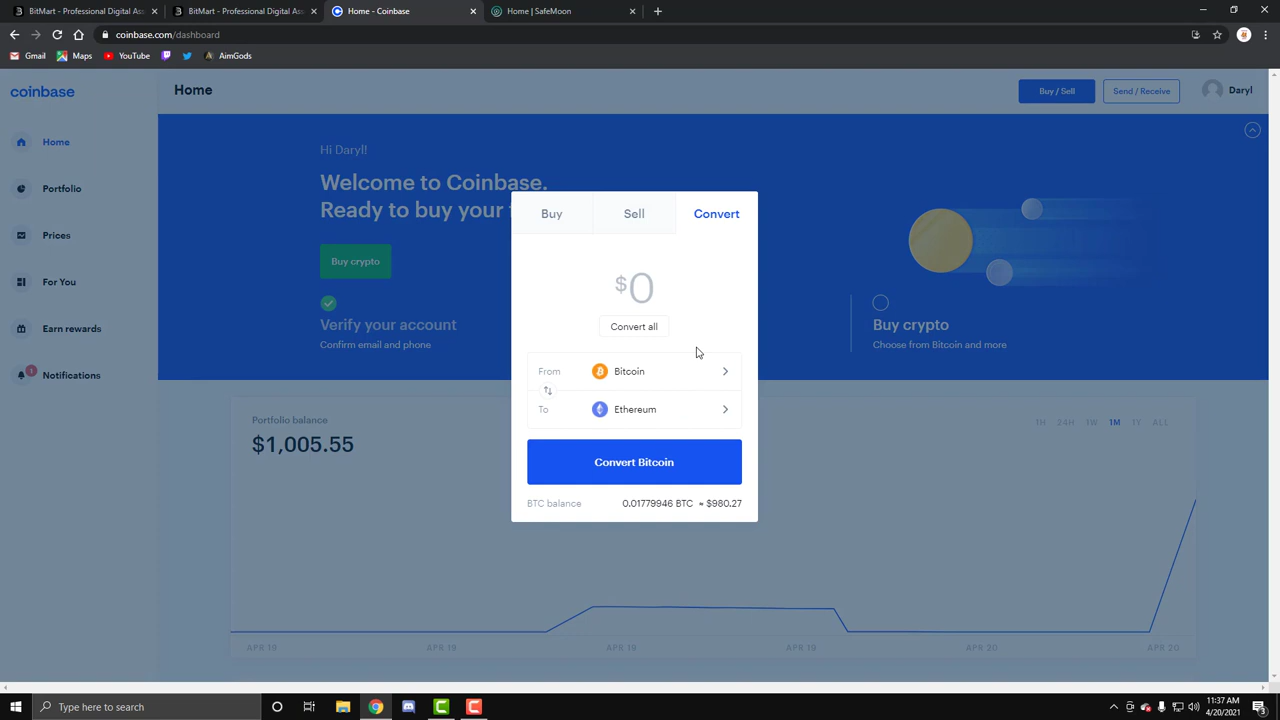 BitMart - Professional Digital Ass
BitMart - Professional Digital Ass
Home - Coinbase
Home | SafeMoon
coinbase.com/dashboard
Gmail
Maps
YouTube
AimGods
coinbase
Home
Buy / Sell
Send / Receive
Daryl
Home
Portfolio
Prices
For You
Earn rewards
1
Notifications
Hi Daryl!
Welcome to Coinbase.
Ready to buy your f
Buy crypto
Verify your account
Confirm email and phone
Buy crypto
Choose from Bitcoin and more
Buy
Sell
Convert
$0
Convert all
From
Bitcoin
To
Ethereum
Convert Bitcoin
BTC balance
0.01779946 BTC ≈ $980.27
Portfolio balance
$1,005.55
1H 24H 1W 1M 1Y ALL
APR 19 APR 19 APR 19 APR 19 APR 20 APR 20
Type here to search
11:37 AM
4/20/2021
3